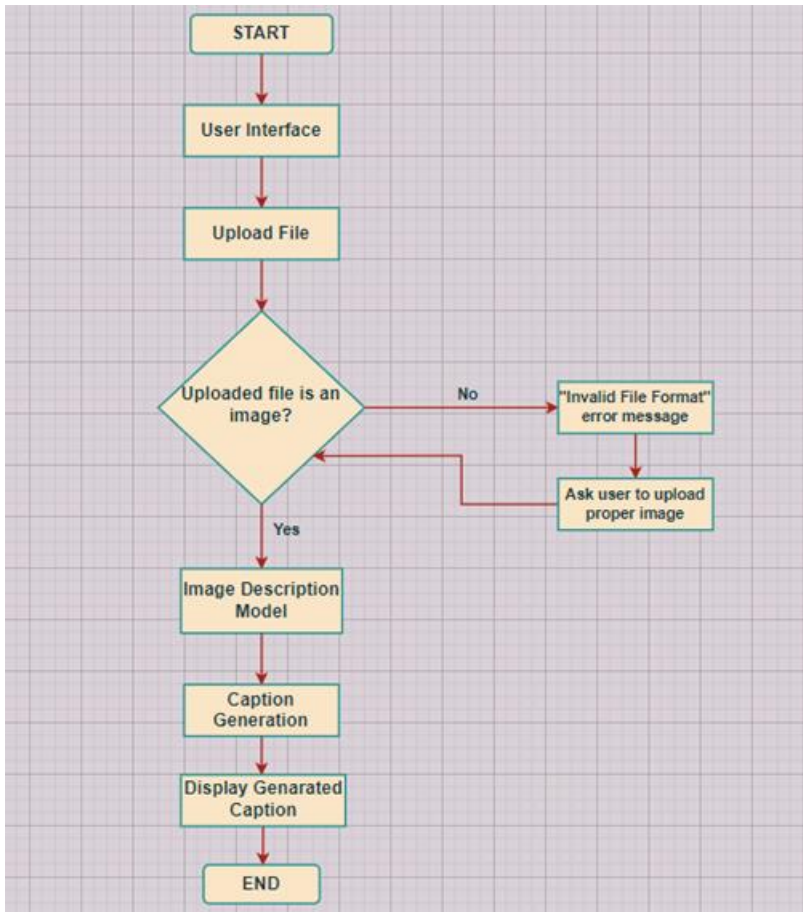 START
User Interface
Upload File
Uploaded file is an
image?
No
"Invalid File Format"
error message
Ask user to upload
proper image
Yes
Image Description
Model
Caption
Generation
Display Genarated
Caption
END